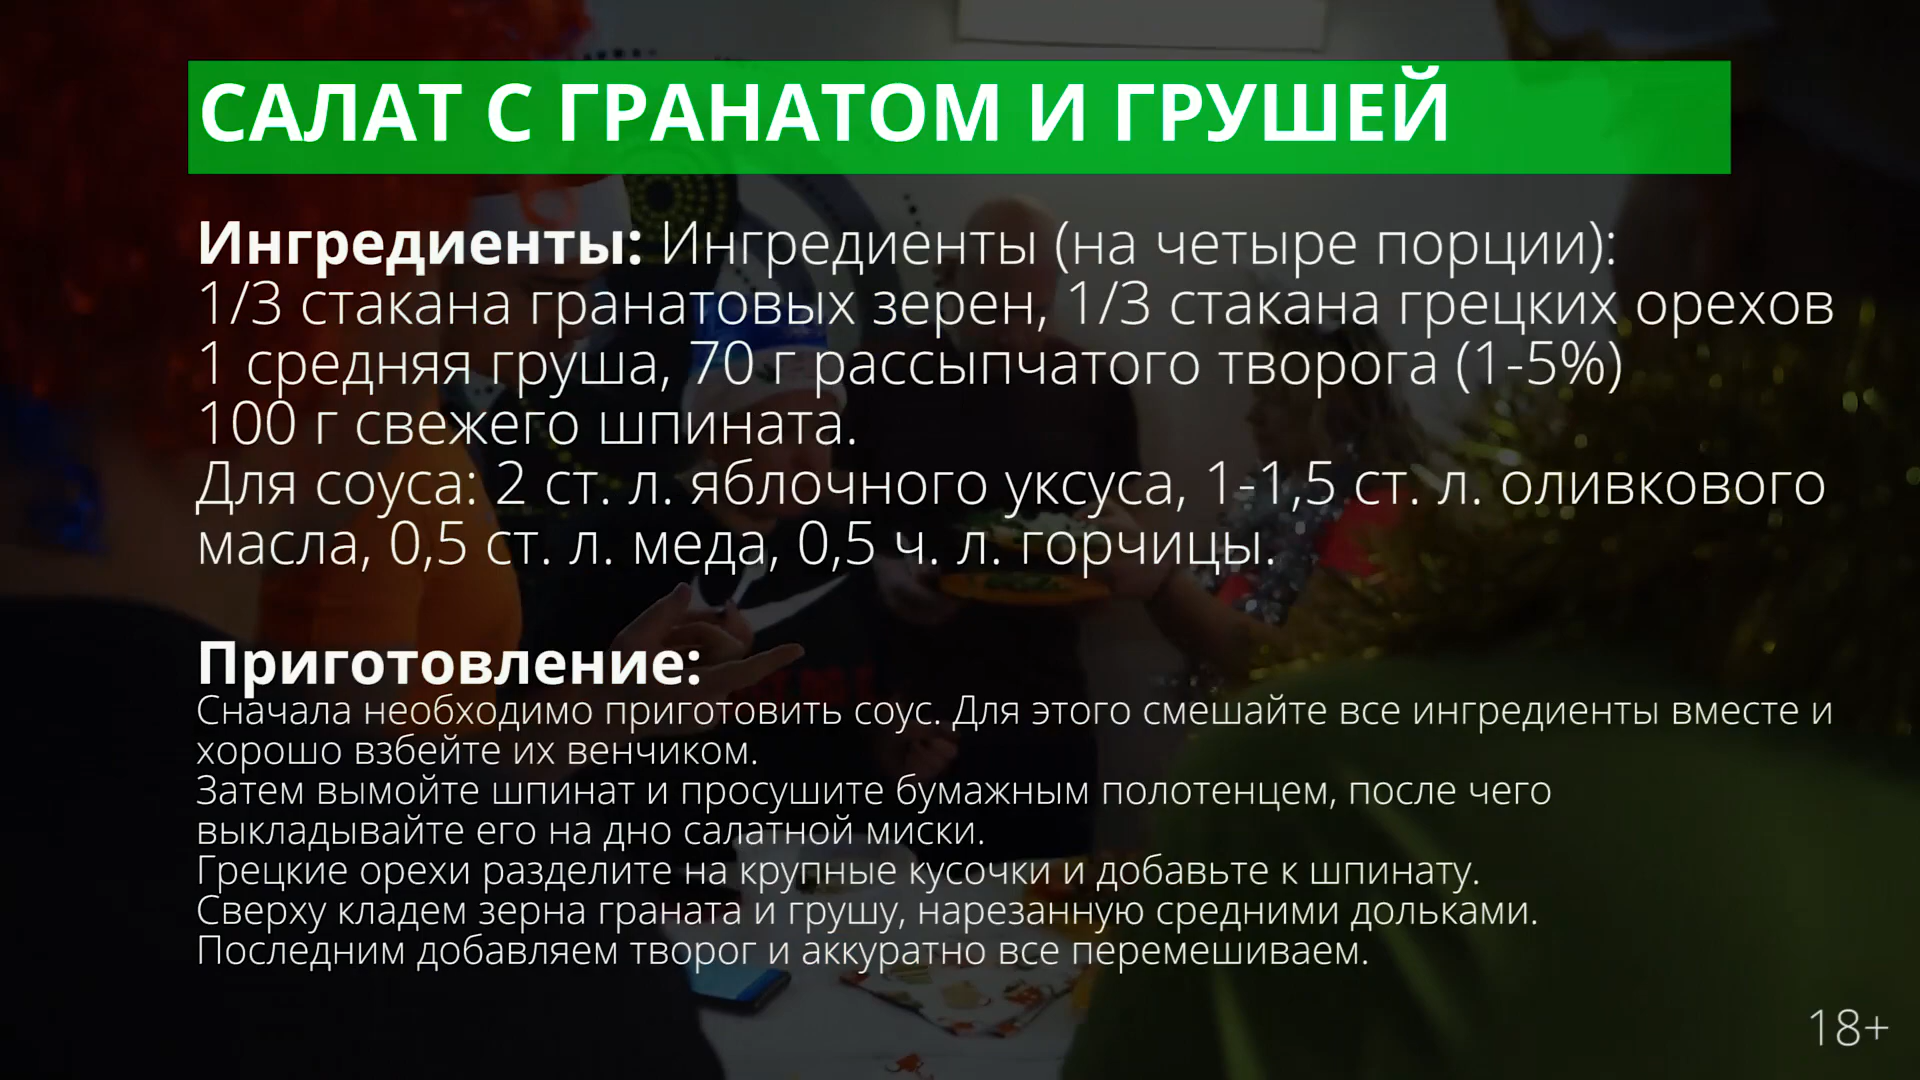 САЛАТ С ГРАНАТОМ И ГРУШЕЙ
Ингредиенты: Ингредиенты (на четыре порции):
1/3 стакана гранатовых зерен, 1/3 стакана грецких орехов
1 средняя груша, 70 г рассыпчатого творога (1-5%)
100 г свежего шпината.
Для соуса: 2 ст. л. яблочного уксуса, 1-1,5 ст. л. оливкового
масла, 0,5 ст. л. меда, 0,5 ч. л. горчицы.
Приготовление:
Сначала необходимо приготовить соус. Для этого смешайте все ингредиенты вместе и
хорошо взбейте их венчиком.
Затем вымойте шпинат и просушите бумажным полотенцем, после чего
выкладывайте его на дно салатной миски.
Грецкие орехи разделите на крупные кусочки и добавьте к шпинату.
Сверху кладем зерна граната и грушу, нарезанную средними дольками.
Последним добавляем творог и аккуратно все перемешиваем.
18+